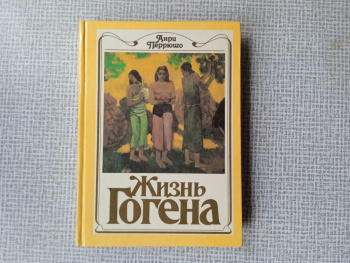 Анри
Перрюшо
Жизнь
Гогена